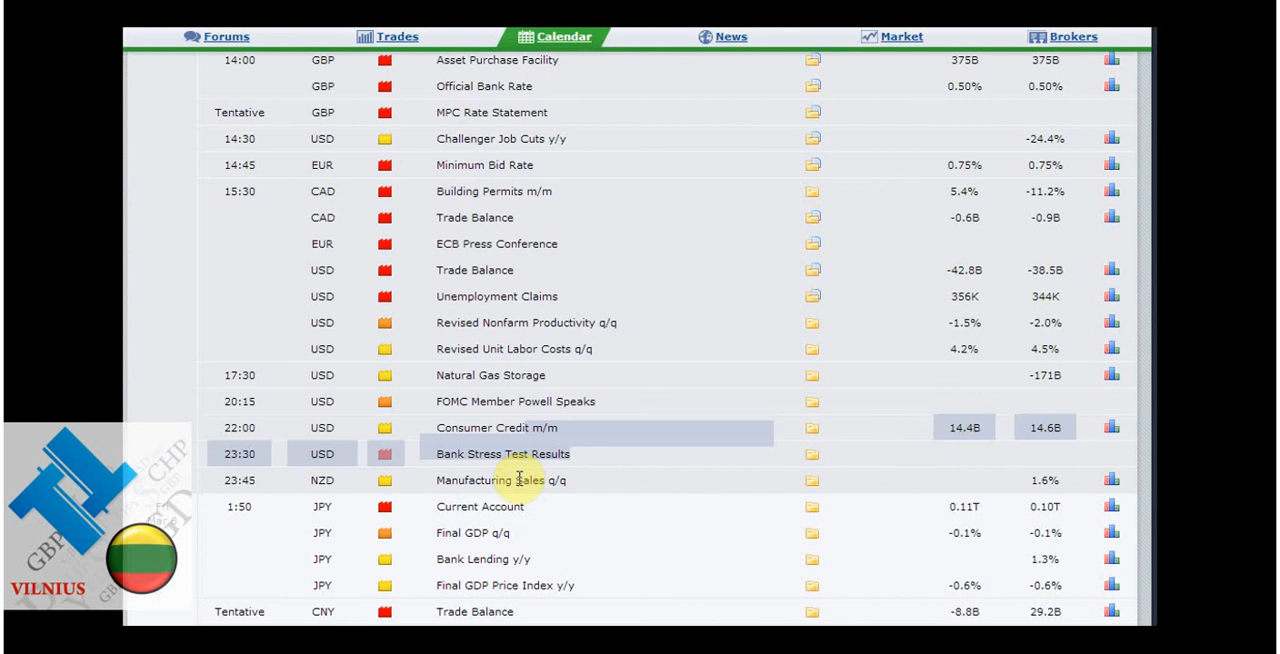 Forums Trades Calendar News Market Brokers
14:00 GBP Asset Purchase Facility 375B 375B
GBP Official Bank Rate 0.50% 0.50%
Tentative GBP MPC Rate Statement
14:30 USD Challenger Job Cuts y/y -24.4%
14:45 EUR Minimum Bid Rate 0.75% 0.75%
15:30 CAD Building Permits m/m 5.4% -11.2%
CAD Trade Balance -0.6B -0.9B
EUR ECB Press Conference
USD Trade Balance -42.8B -38.5B
USD Unemployment Claims 356K 344K
USD Revised Nonfarm Productivity q/q -1.5% -2.0%
USD Revised Unit Labor Costs q/q 4.2% 4.5%
17:30 USD Natural Gas Storage -171B
20:15 USD FOMC Member Powell Speaks
22:00 USD Consumer Credit m/m 14.4B 14.6B
23:30 USD Bank Stress Test Results
23:45 NZD Manufacturing Sales q/q 1.6%
1:50 JPY Current Account 0.11T 0.10T
JPY Final GDP q/q -0.1% -0.1%
JPY Bank Lending y/y 1.3%
JPY Final GDP Price Index y/y -0.6% -0.6%
Tentative CNY Trade Balance -8.8B 29.2B
CHP
GBP
VILNIUS